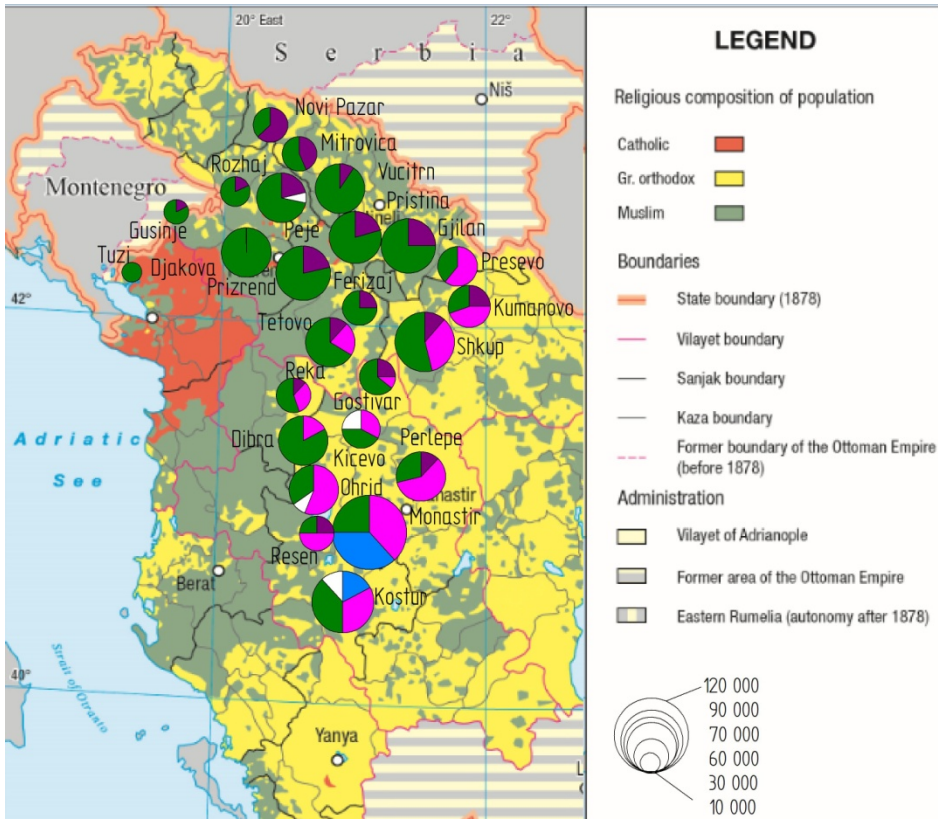 20° East
22°
S e r b i a
Niš
Novi Pazar
Mitrovica
Rozhaj
Vucitrn
Pristina
Montenegro
Gusinje
Peje
Gjilan
Tuzi
Djakova
Presevo
Prizrend
Ferizaj
42°
Kumanovo
Tetovo
Shkup
Reka
Gostivar
Adriatic
See
Dibra
Kicevo
Perlepe
Ohrid
Monastir
Resen
Berat
Kostur
40°
Strait of Otranto
Yanya
LEGEND
Religious composition of population
Catholic
Gr. orthodox
Muslim
Boundaries
State boundary (1878)
Vilayet boundary
Sanjak boundary
Kaza boundary
Former boundary of the Ottoman Empire
(before 1878)
Administration
Vilayet of Adrianople
Former area of the Ottoman Empire
Eastern Rumelia (autonomy after 1878)
120 000
90 000
70 000
60 000
30 000
10 000